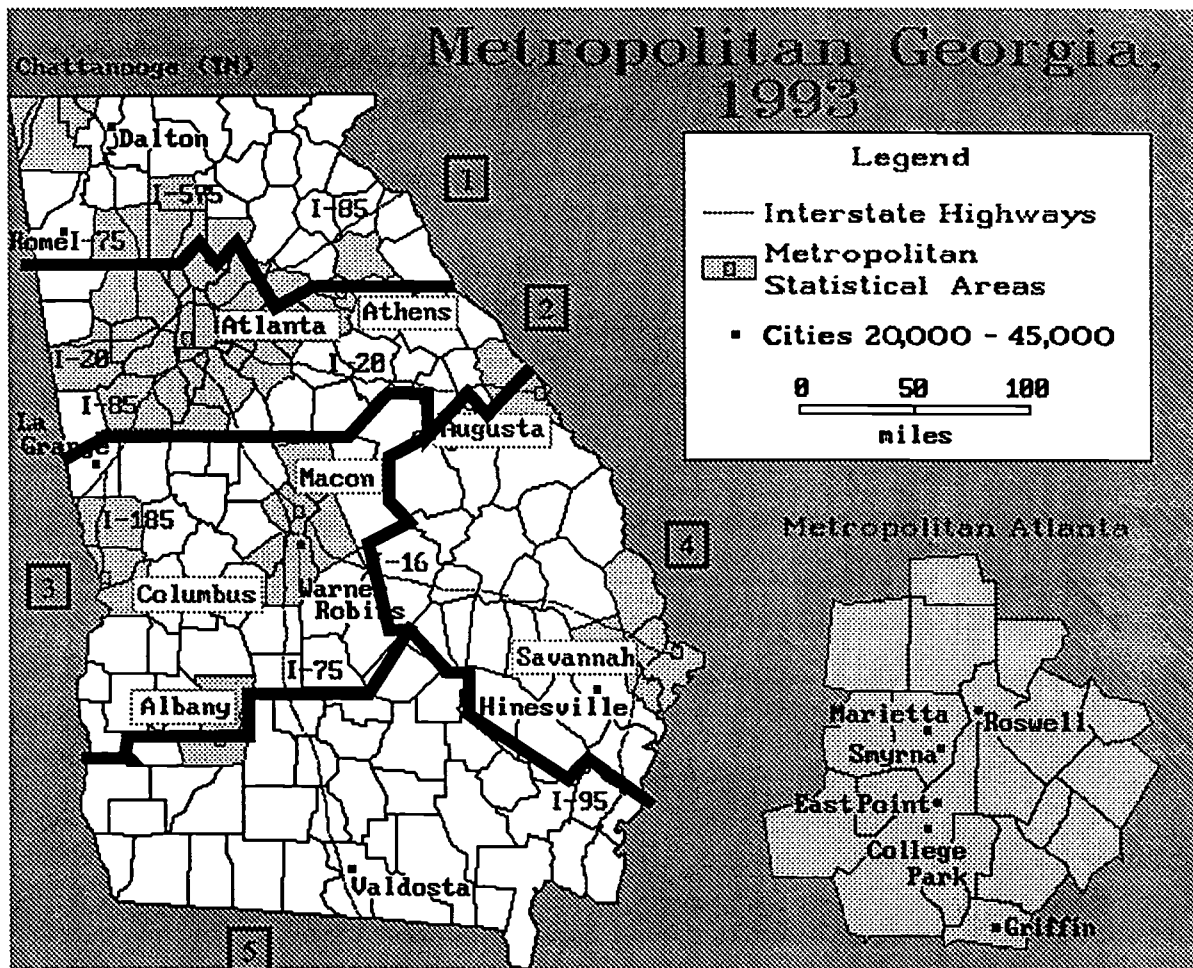 Metropolitan Georgia,
1993
Chattanooga (TN)
Dalton
I-575
I-85
1
Rome
I-75
Legend
Interstate Highways
Metropolitan
Statistical Areas
Cities 20,000 - 45,000
0 50 100
miles
2
Atlanta
Athens
I-20
I-20
I-85
La
Grange
Augusta
Macon
I-185
3
Columbus
I-16
Warner
Robins
4
I-75
Savannah
Albany
Hinesville
I-95
Valdosta
5
Metropolitan Atlanta
Marietta
Roswell
Smyrna
East Point
College
Park
Griffin